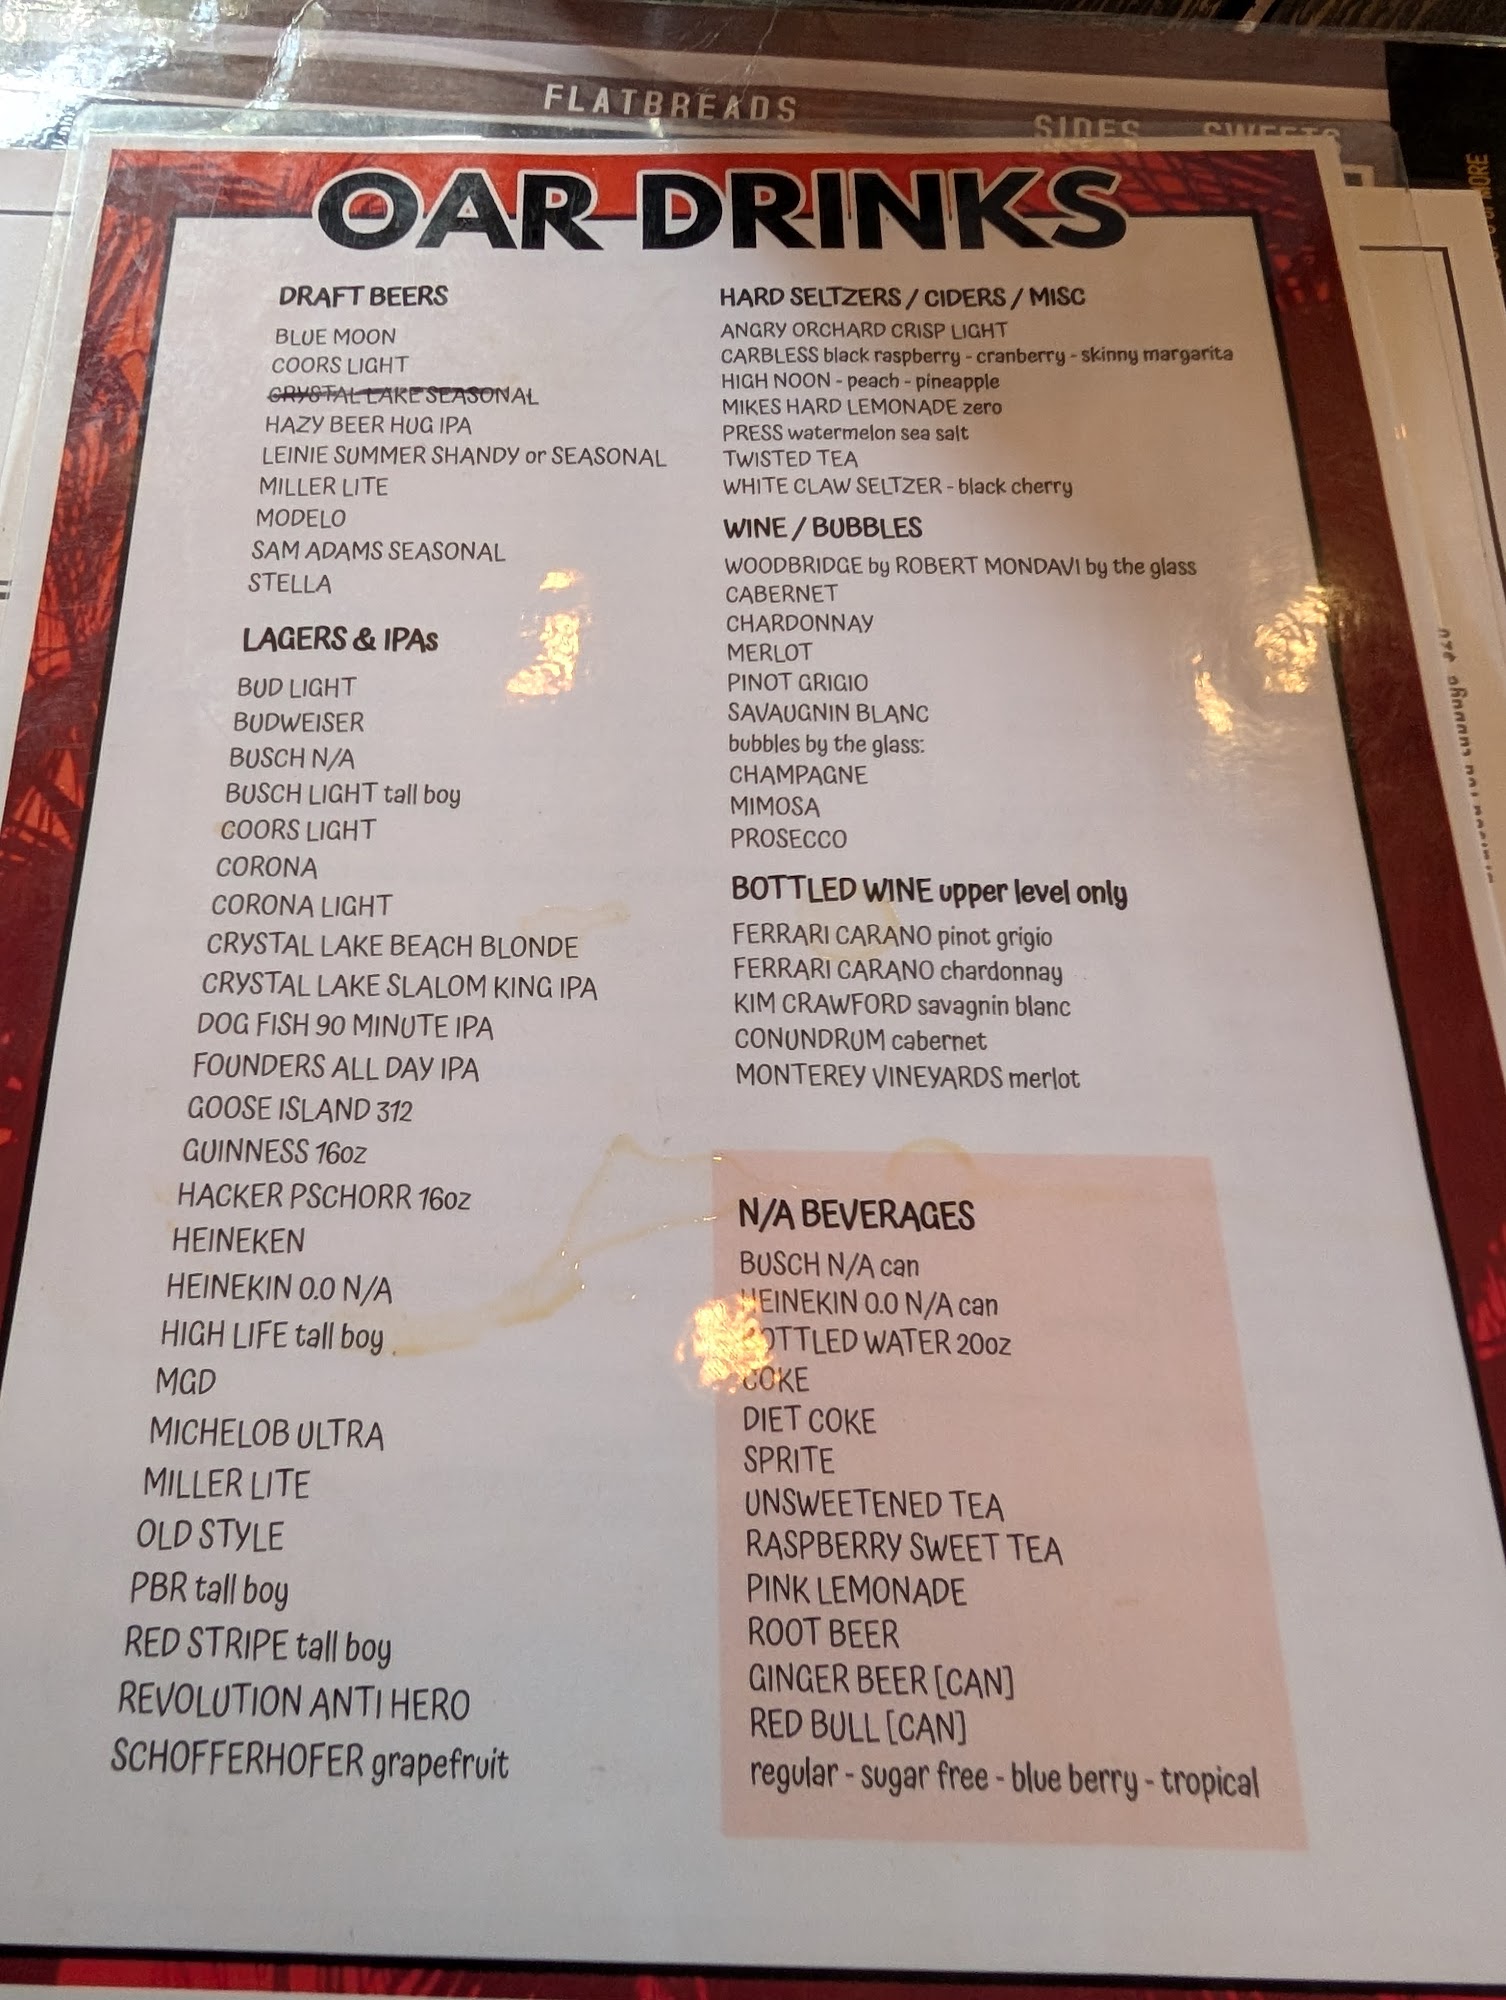 FLATBREADS
SIDES
SWEETS
OAR DRINKS
DRAFT BEERS
BLUE MOON
COORS LIGHT
CRYSTAL LAKE SEASONAL
HAZY BEER HUG IPA
LEINIE SUMMER SHANDY or SEASONAL
MILLER LITE
MODELO
SAM ADAMS SEASONAL
STELLA
LAGERS & IPAs
BUD LIGHT
BUDWEISER
BUSCH N/A
BUSCH LIGHT tall boy
COORS LIGHT
CORONA
CORONA LIGHT
CRYSTAL LAKE BEACH BLONDE
CRYSTAL LAKE SLALOM KING IPA
DOG FISH 90 MINUTE IPA
FOUNDERS ALL DAY IPA
GOOSE ISLAND 312
GUINNESS 16oz
HACKER PSCHORR 16oz
HEINEKEN
HEINEKIN 0.0 N/A
HIGH LIFE tall boy
MGD
MICHELOB ULTRA
MILLER LITE
OLD STYLE
PBR tall boy
RED STRIPE tall boy
REVOLUTION ANTI HERO
SCHOFFERHOFER grapefruit
HARD SELTZERS / CIDERS / MISC
ANGRY ORCHARD CRISP LIGHT
CARBLESS black raspberry - cranberry - skinny margarita
HIGH NOON - peach - pineapple
MIKES HARD LEMONADE zero
PRESS watermelon sea salt
TWISTED TEA
WHITE CLAW SELTZER - black cherry
WINE / BUBBLES
WOODBRIDGE by ROBERT MONDAVI by the glass
CABERNET
CHARDONNAY
MERLOT
PINOT GRIGIO
SAVAUGNIN BLANC
bubbles by the glass:
CHAMPAGNE
MIMOSA
PROSECCO
BOTTLED WINE upper level only
FERRARI CARANO pinot grigio
FERRARI CARANO chardonnay
KIM CRAWFORD savagnin blanc
CONUNDRUM cabernet
MONTEREY VINEYARDS merlot
N/A BEVERAGES
BUSCH N/A can
HEINEKIN 0.0 N/A can
BOTTLED WATER 20oz
COKE
DIET COKE
SPRITE
UNSWEETENED TEA
RASPBERRY SWEET TEA
PINK LEMONADE
ROOT BEER
GINGER BEER [CAN]
RED BULL [CAN]
regular - sugar free - blue berry - tropical
MORE